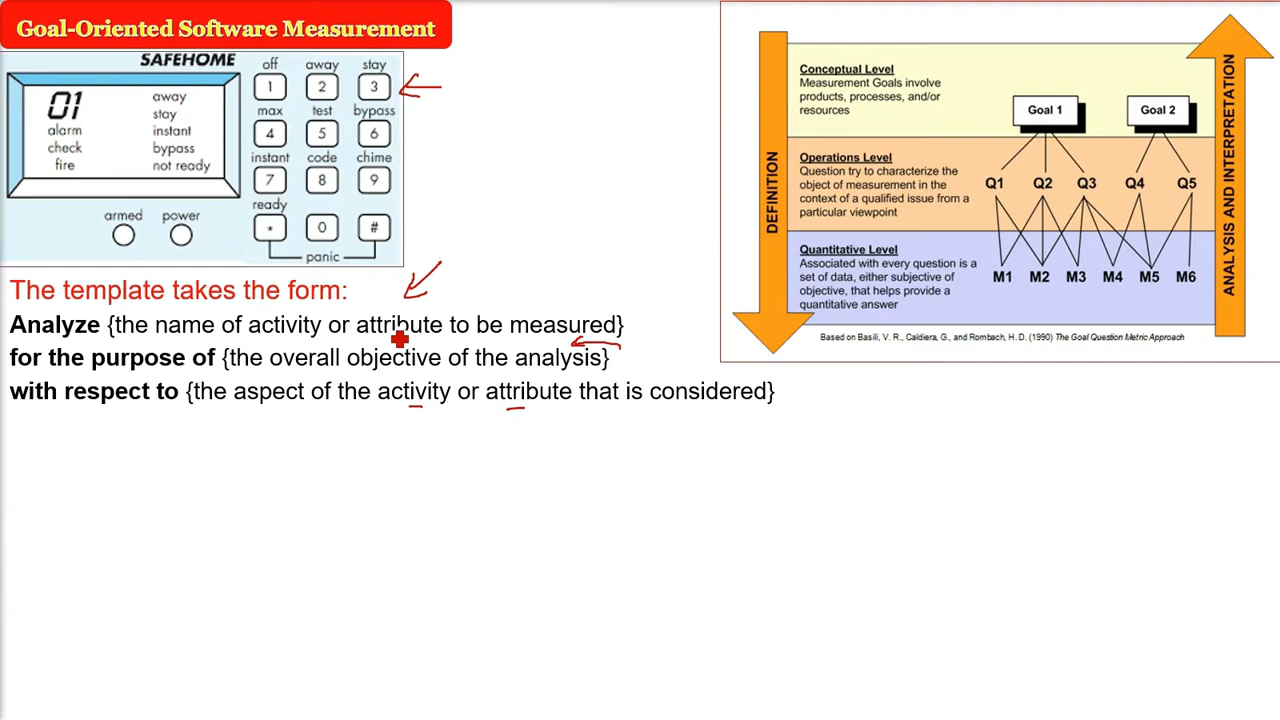 Goal-Oriented Software Measurement
SAFEHOME
01
alarm
check
fire
away
stay
instant
bypass
not ready
armed power
off away stay
1 2 3
max test bypass
4 5 6
instant code chime
7 8 9
ready
* 0 #
panic
The template takes the form:
Analyze {the name of activity or attribute to be measured}
for the purpose of {the overall objective of the analysis}
with respect to {the aspect of the activity or attribute that is considered}
DEFINITION
Conceptual Level
Measurement Goals involve
products, processes, and/or
resources
Goal 1 Goal 2
Operations Level
Question try to characterize the
object of measurement in the
context of a qualified issue from a
particular viewpoint
Q1 Q2 Q3 Q4 Q5
Quantitative Level
Associated with every question is a
set of data, either subjective of
objective, that helps provide a
quantitative answer
M1 M2 M3 M4 M5 M6
ANALYSIS AND INTERPRETATION
Based on Basili, V. R., Caldiera, G., and Rombach, H. D. (1990) The Goal Question Metric Approach